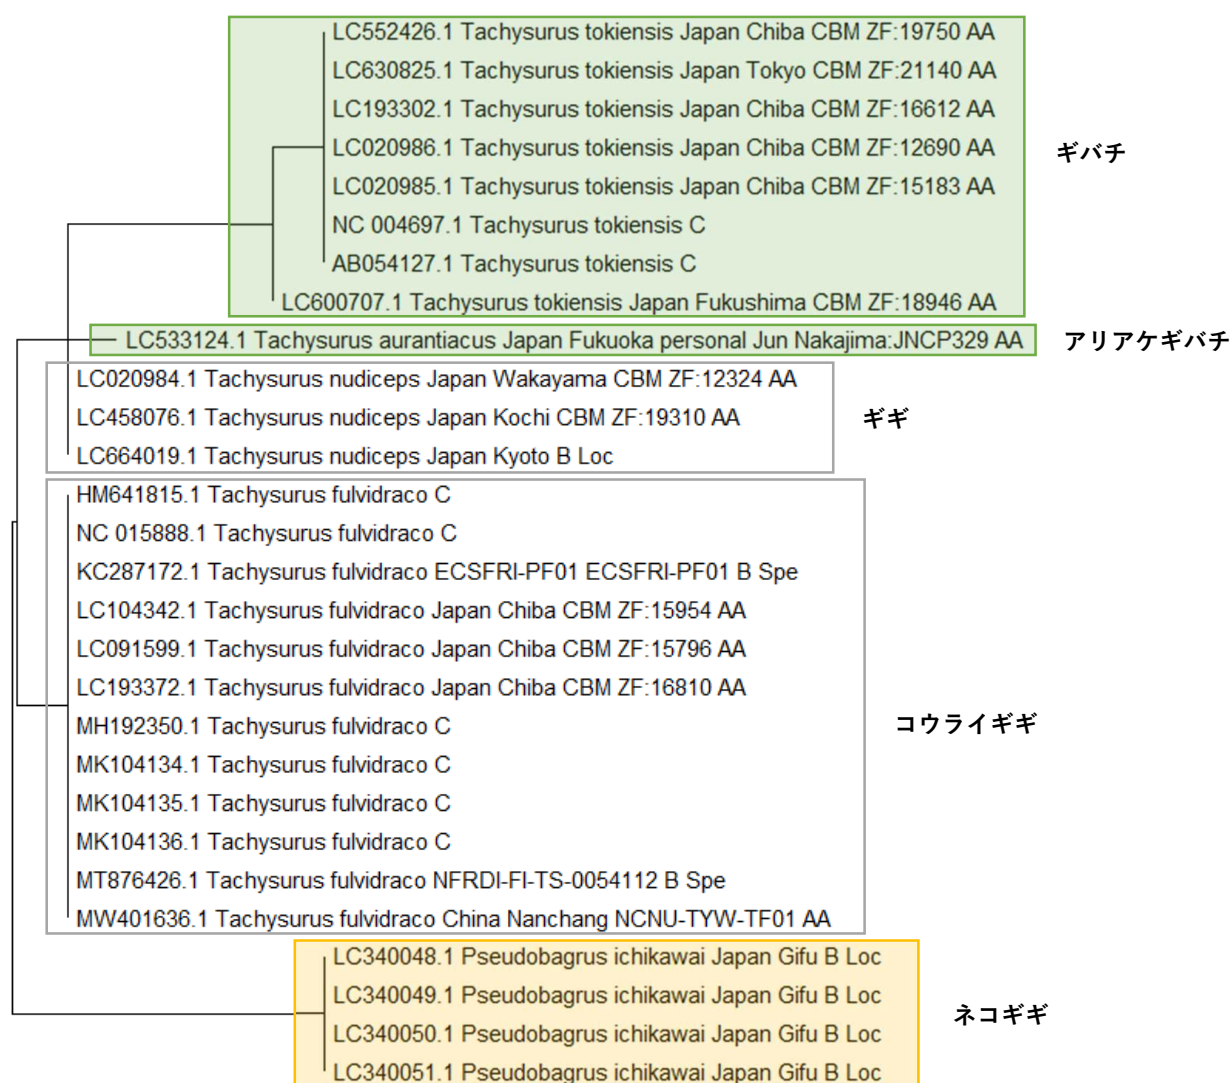 LC552426.1 Tachysurus tokiensis Japan Chiba CBM ZF:19750 AA
LC630825.1 Tachysurus tokiensis Japan Tokyo CBM ZF:21140 AA
LC193302.1 Tachysurus tokiensis Japan Chiba CBM ZF:16612 AA
LC020986.1 Tachysurus tokiensis Japan Chiba CBM ZF:12690 AA
ギバチ
LC020985.1 Tachysurus tokiensis Japan Chiba CBM ZF:15183 AA
NC 004697.1 Tachysurus tokiensis C
AB054127.1 Tachysurus tokiensis C
LC600707.1 Tachysurus tokiensis Japan Fukushima CBM ZF:18946 AA
LC533124.1 Tachysurus aurantiacus Japan Fukuoka personal Jun Nakajima:JNCP329 AA
アリアケギバチ
LC020984.1 Tachysurus nudiceps Japan Wakayama CBM ZF:12324 AA
LC458076.1 Tachysurus nudiceps Japan Kochi CBM ZF:19310 AA
ギギ
LC664019.1 Tachysurus nudiceps Japan Kyoto B Loc
HM641815.1 Tachysurus fulvidraco C
NC 015888.1 Tachysurus fulvidraco C
KC287172.1 Tachysurus fulvidraco ECSFRI-PF01 ECSFRI-PF01 B Spe
LC104342.1 Tachysurus fulvidraco Japan Chiba CBM ZF:15954 AA
LC091599.1 Tachysurus fulvidraco Japan Chiba CBM ZF:15796 AA
LC193372.1 Tachysurus fulvidraco Japan Chiba CBM ZF:16810 AA
MH192350.1 Tachysurus fulvidraco C
コウライギギ
MK104134.1 Tachysurus fulvidraco C
MK104135.1 Tachysurus fulvidraco C
MK104136.1 Tachysurus fulvidraco C
MT876426.1 Tachysurus fulvidraco NFRDI-FI-TS-0054112 B Spe
MW401636.1 Tachysurus fulvidraco China Nanchang NCNU-TYW-TF01 AA
LC340048.1 Pseudobagrus ichikawai Japan Gifu B Loc
LC340049.1 Pseudobagrus ichikawai Japan Gifu B Loc
ネコギギ
LC340050.1 Pseudobagrus ichikawai Japan Gifu B Loc
LC340051.1 Pseudobagrus ichikawai Japan Gifu B Loc